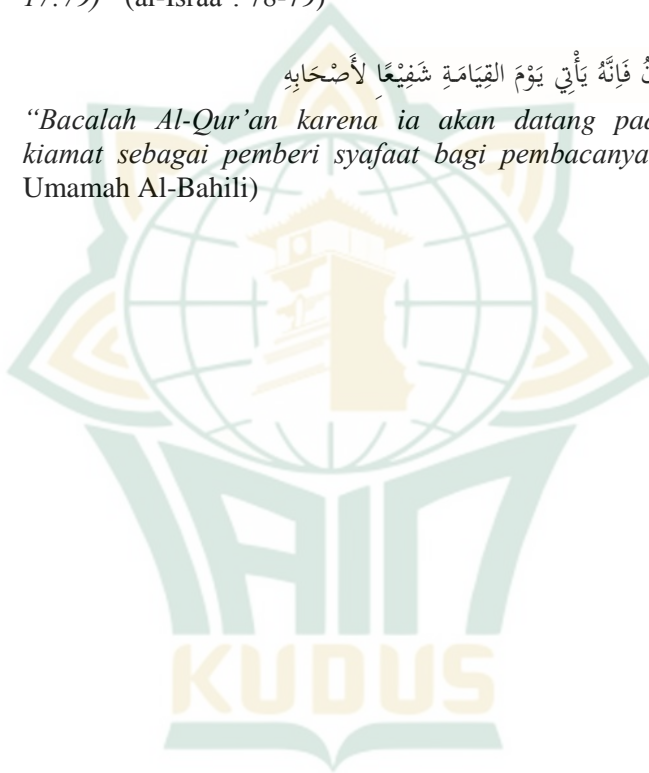 17:79) (al-Israa': 78-79)
نُ فَإِنَّهُ يَأْتِي يَوْمَ القِيَامَةِ شَفِيْعًا لأَصْحَابِهِ
“Bacalah Al-Qur’an karena ia akan datang pad
kiamat sebagai pemberi syafaat bagi pembacanya
Umamah Al-Bahili)
IAIN
KUDUS